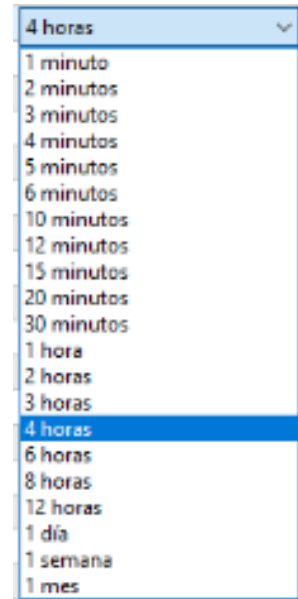 4 horas
1 minuto
2 minutos
3 minutos
4 minutos
5 minutos
6 minutos
10 minutos
12 minutos
15 minutos
20 minutos
30 minutos
1 hora
2 horas
3 horas
4 horas
6 horas
8 horas
12 horas
1 día
1 semana
1 mes